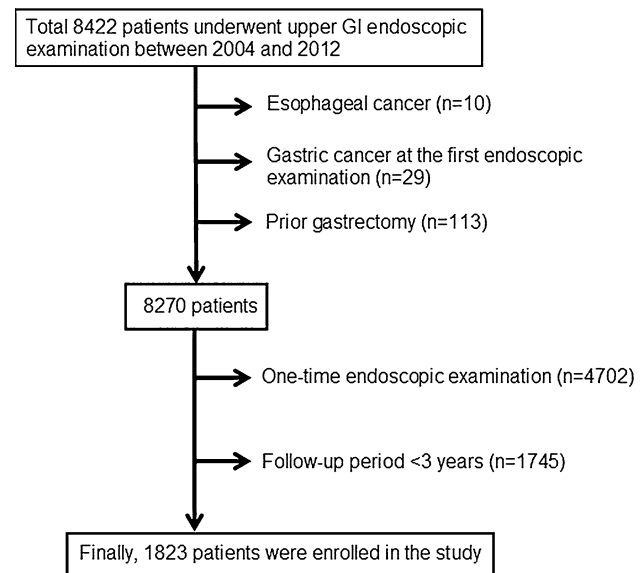 Total 8422 patients underwent upper GI endoscopic
examination between 2004 and 2012
Esophageal cancer (n=10)
Gastric cancer at the first endoscopic
examination (n=29)
Prior gastrectomy (n=113)
8270 patients
One-time endoscopic examination (n=4702)
Follow-up period <3 years (n=1745)
Finally, 1823 patients were enrolled in the study